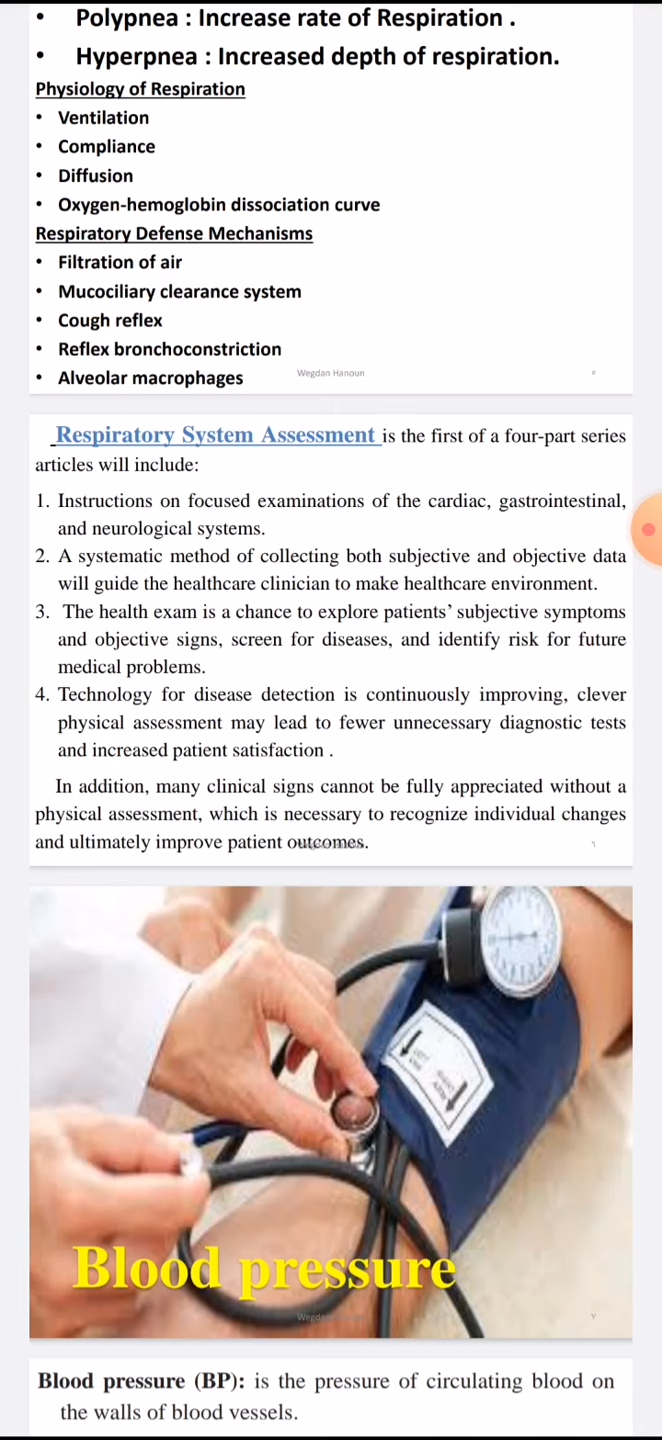 • Polypnea : Increase rate of Respiration .
• Hyperpnea : Increased depth of respiration.
Physiology of Respiration
• Ventilation
• Compliance
• Diffusion
• Oxygen-hemoglobin dissociation curve
Respiratory Defense Mechanisms
• Filtration of air
• Mucociliary clearance system
• Cough reflex
• Reflex bronchoconstriction
• Alveolar macrophages
Wegdan Hanoun
٥
Respiratory System Assessment is the first of a four-part series
articles will include:
1. Instructions on focused examinations of the cardiac, gastrointestinal,
and neurological systems.
2. A systematic method of collecting both subjective and objective data
will guide the healthcare clinician to make healthcare environment.
3. The health exam is a chance to explore patients’ subjective symptoms
and objective signs, screen for diseases, and identify risk for future
medical problems.
4. Technology for disease detection is continuously improving, clever
physical assessment may lead to fewer unnecessary diagnostic tests
and increased patient satisfaction .
In addition, many clinical signs cannot be fully appreciated without a
physical assessment, which is necessary to recognize individual changes
and ultimately improve patient outcomes.
٦
Blood pressure
٧
Blood pressure (BP): is the pressure of circulating blood on
the walls of blood vessels.